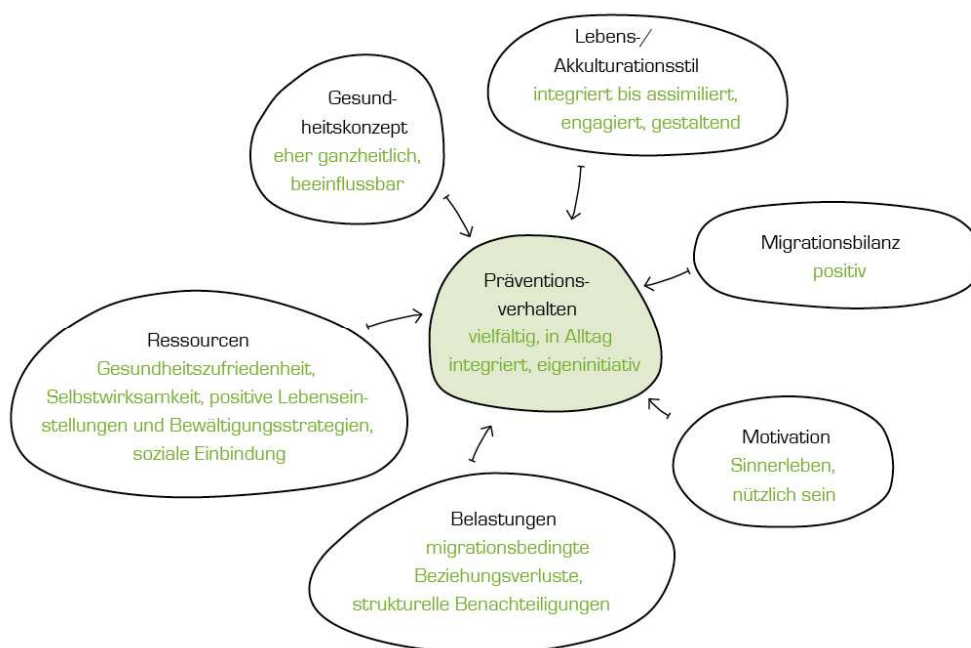 Lebens-/
Akkulturationsstil
integriert bis assimiliert,
engagiert, gestaltend
Gesund-
heitskonzept
eher ganzheitlich,
beeinflussbar
Migrationsbilanz
positiv
Präventions-
verhalten
vielfältig, in Alltag
integriert, eigeninitiativ
Ressourcen
Gesundheitszufriedenheit,
Selbstwirksamkeit, positive Lebensein-
stellungen und Bewältigungsstrategien,
soziale Einbindung
Motivation
Sinnerleben,
nützlich sein
Belastungen
migrationsbedingte
Beziehungsverluste,
strukturelle Benachteiligungen